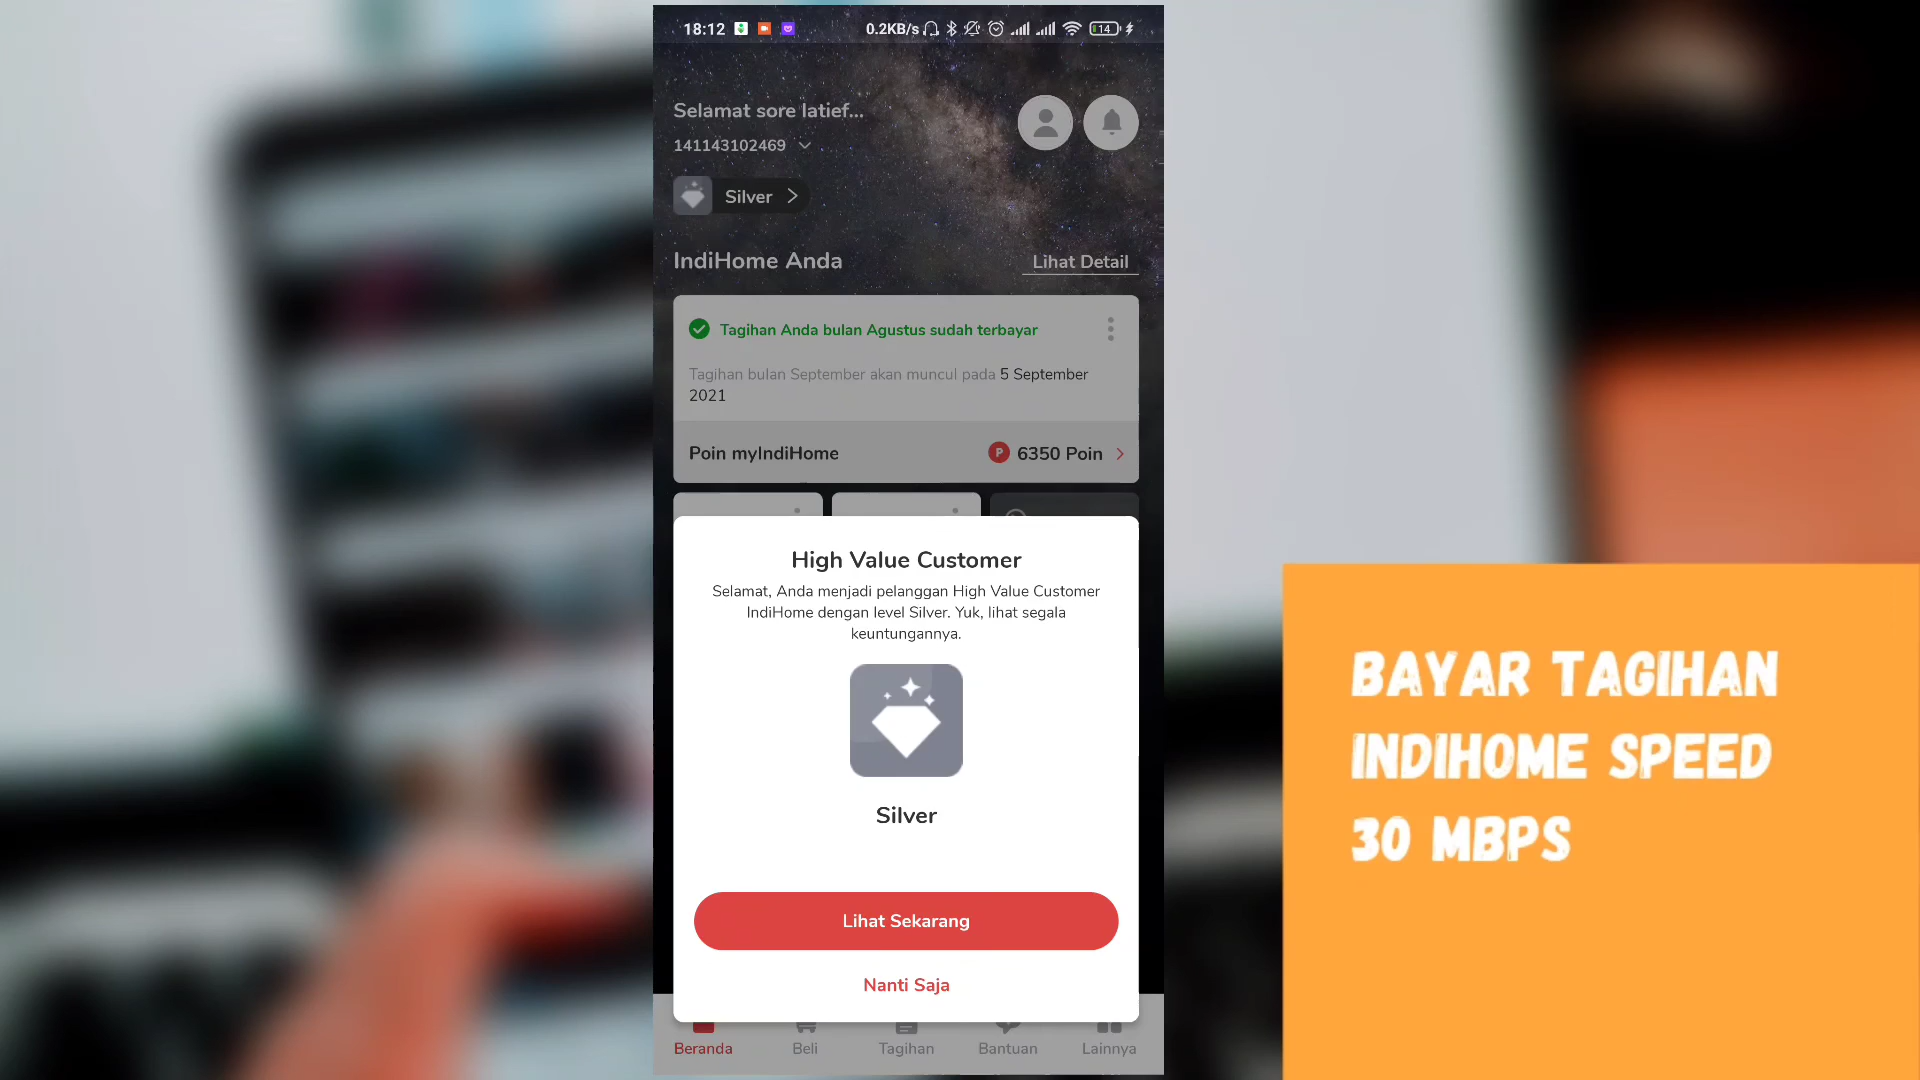 18:12
0.2KB/s
14
Selamat sore latief...
141143102469
Silver
IndiHome Anda
Lihat Detail
Tagihan Anda bulan Agustus sudah terbayar
Tagihan bulan September akan muncul pada 5 September
2021
Poin myIndiHome
P 6350 Poin
High Value Customer
Selamat, Anda menjadi pelanggan High Value Customer
IndiHome dengan level Silver. Yuk, lihat segala
keuntungannya.
Silver
Lihat Sekarang
Nanti Saja
Beranda
Beli
Tagihan
Bantuan
Lainnya
BAYAR TAGIHAN
INDIHOME SPEED
30 MBPS